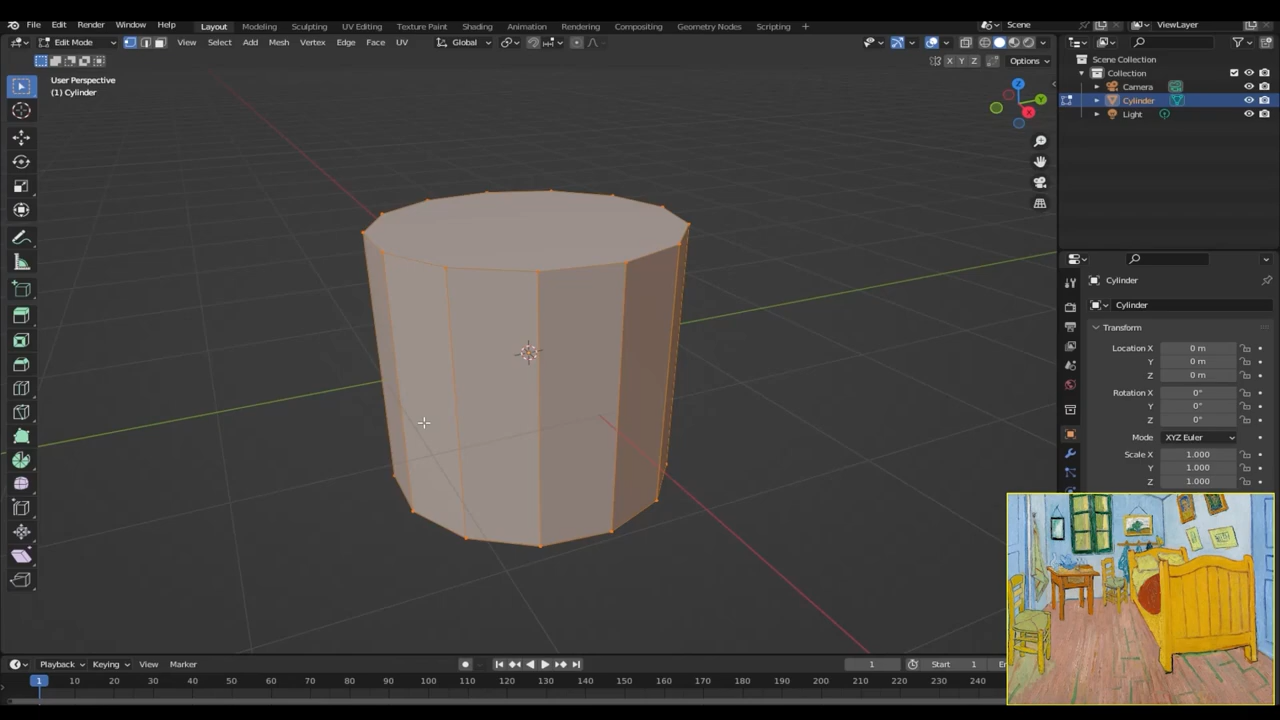 File Edit Render Window Help Layout Modeling Sculpting UV Editing Texture Paint Shading Animation Rendering Compositing Geometry Nodes Scripting + Scene ViewLayer
Edit Mode View Select Add Mesh Vertex Edge Face UV Global
X Y Z Options
User Perspective
(1) Cylinder
Z
Y
X
Scene Collection
Collection
Camera
Cylinder
Light
Cylinder
Cylinder
Transform
Location X 0 m
Y 0 m
Z 0 m
Rotation X 0°
Y 0°
Z 0°
Mode XYZ Euler
Scale X 1.000
Y 1.000
Z 1.000
Playback Keying View Marker 1 Start 1
1 10 20 30 40 50 60 70 80 90 100 110 120 130 140 150 160 170 180 190 200 210 220 230 240